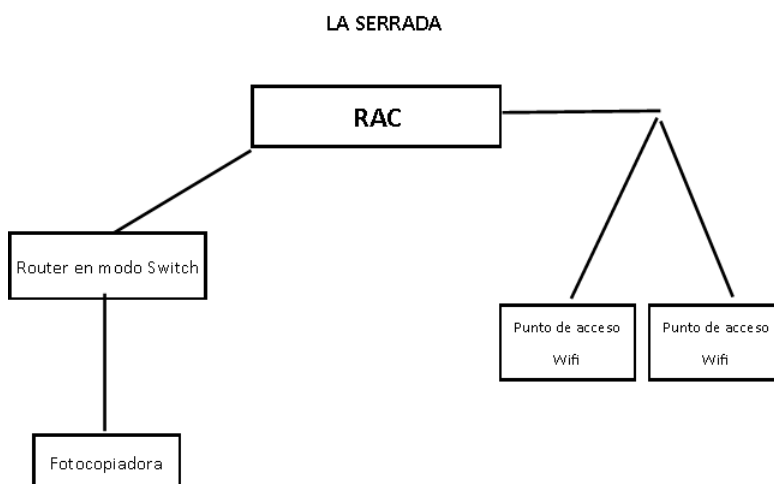 LA SERRADA
RAC
Router en modo Switch
Punto de acceso
Wifi
Punto de acceso
Wifi
Fotocopiadora